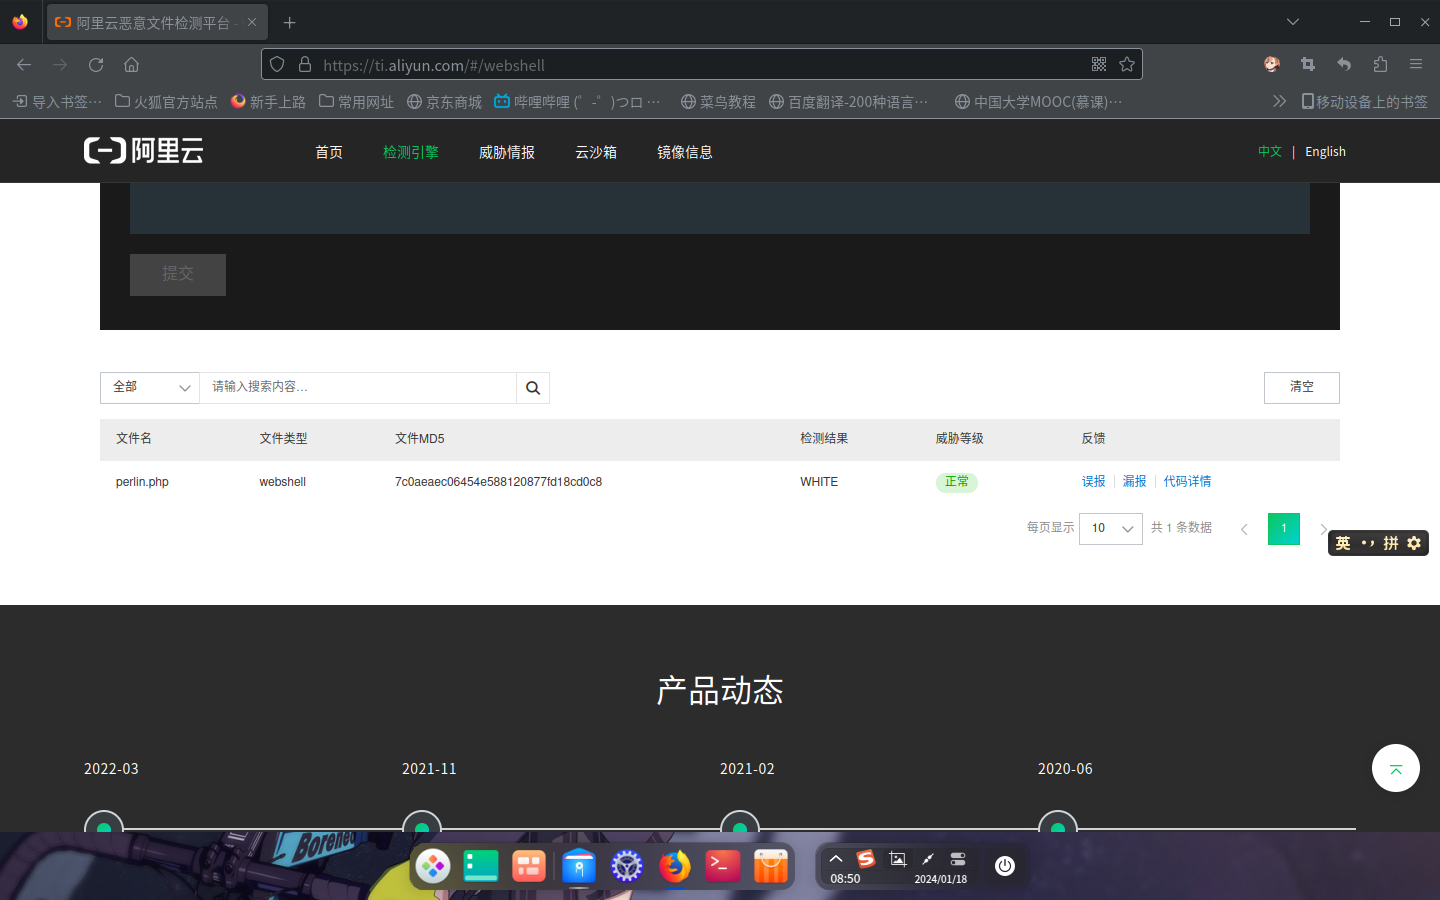 阿里云恶意文件检测平台 -
https://ti.aliyun.com/#/webshell
导入书签…
火狐官方站点
新手上路
常用网址
京东商城
哔哩哔哩 (゜-゜)つロ …
菜鸟教程
百度翻译-200种语言…
中国大学MOOC(慕课)…
移动设备上的书签
阿里云
首页
检测引擎
威胁情报
云沙箱
镜像信息
中文 | English
提交
全部
请输入搜索内容...
清空
文件名 文件类型 文件MD5 检测结果 威胁等级 反馈
perlin.php webshell 7c0aeaec06454e588120877fd18cd0c8 WHITE 正常 误报 漏报 代码详情
每页显示 10 共 1 条数据 1
英 拼
产品动态
2022-03 2021-11 2021-02 2020-06
Borene
08:50
2024/01/18